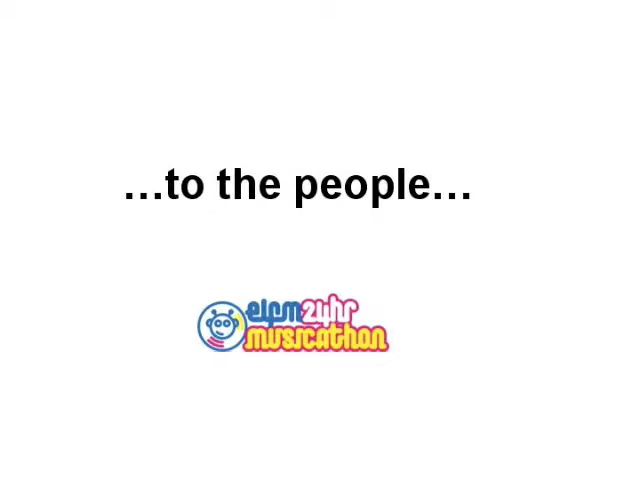 …to the people…
24hr
musicathon